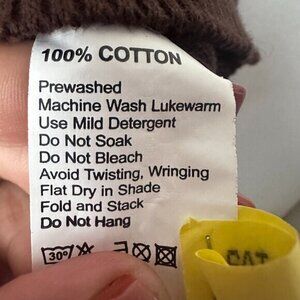 100% COTTON
Prewashed
Machine Wash Lukewarm
Use Mild Detergent
Do Not Soak
Do Not Bleach
Avoid Twisting, Wringing
Flat Dry in Shade
Fold and Stack
Do Not Hang
30°